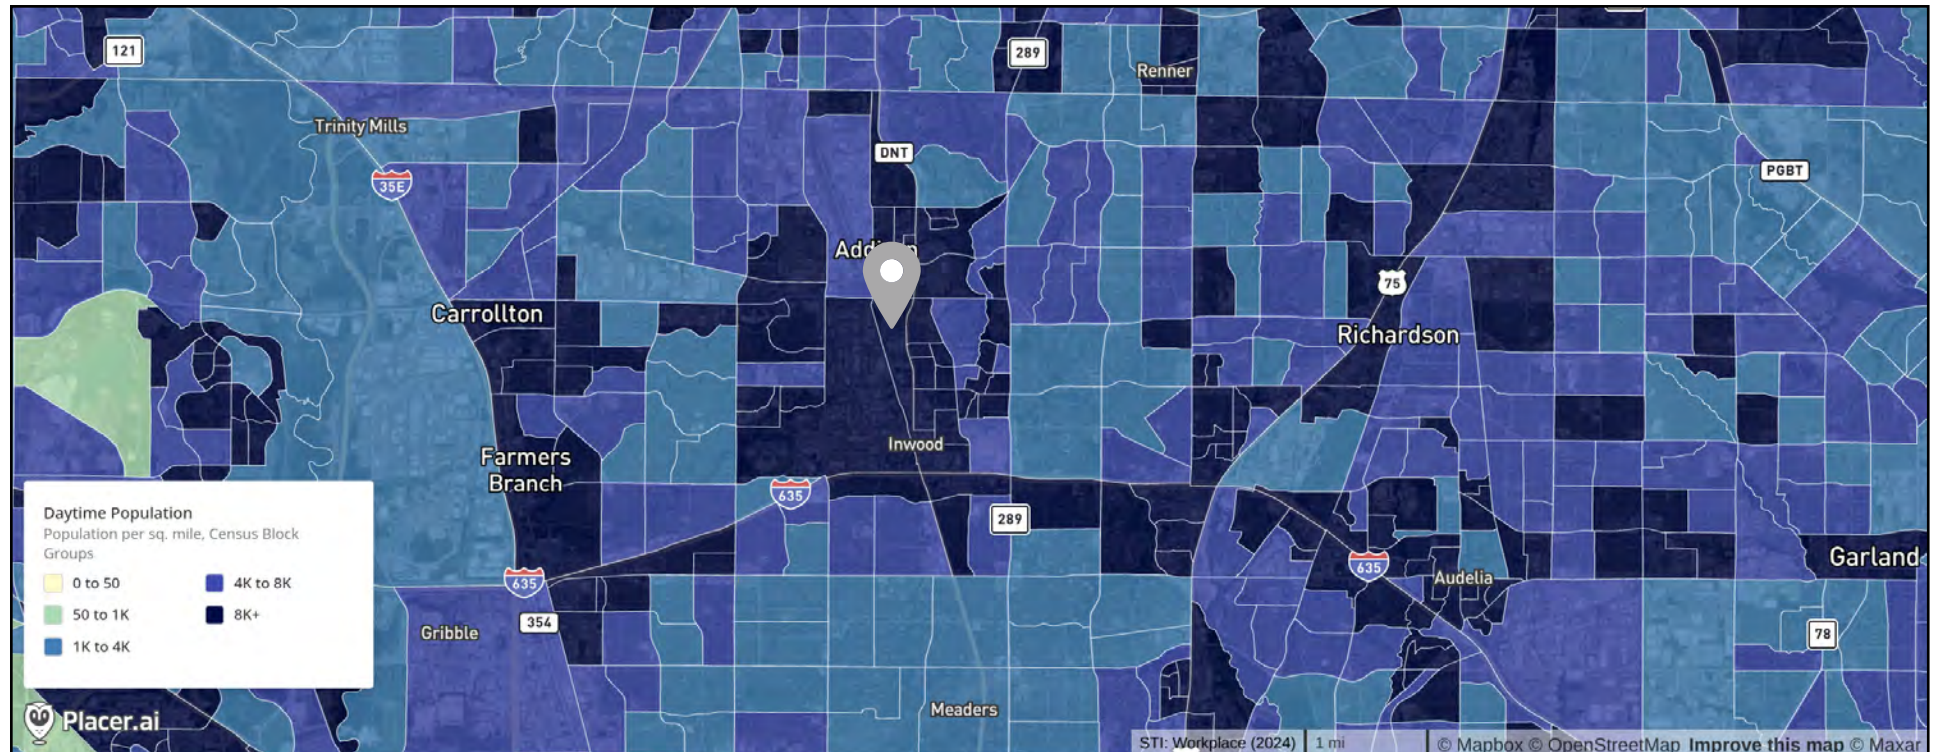 121
289
Renner
Trinity Mills
DNT
35E
PGBT
Addison
75
Carrollton
Richardson
Inwood
Farmers
Branch
635
289
Garland
635
635
Audelia
354
Gribble
78
Meaders
Daytime Population
Population per sq. mile, Census Block
Groups
0 to 50
4K to 8K
50 to 1K
8K+
1K to 4K
Placer.ai
STI: Workplace (2024)
1 mi
© Mapbox © OpenStreetMap Improve this map © Maxar